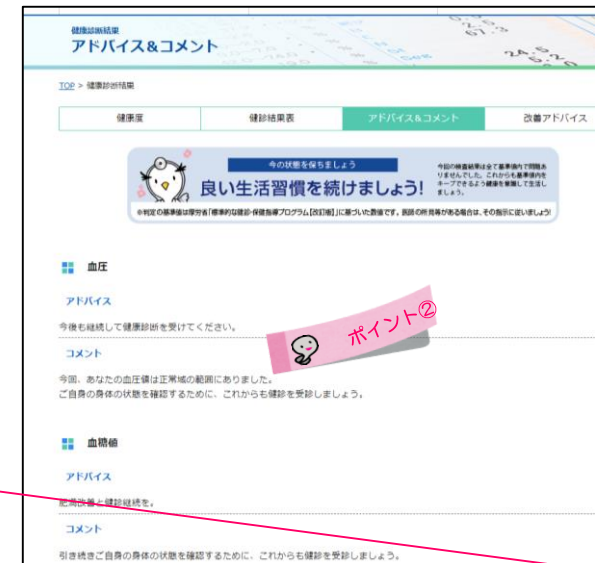 健康診断結果
アドバイス&コメント
TOP > 健康診断結果
健康度
健診結果表
アドバイス&コメント
改善アドバイス
今の状態を保ちましょう
良い生活習慣を続けましょう!
今回の検査結果は全て基準値内で問題あ
りませんでした。これからも基準値内を
キープできるよう健康を意識して生活し
ましょう。
※判定の基準値は厚労省「標準的な健診・保健指導プログラム【改訂版】」に基づいた数値です。医師の所見等がある場合は、その指示に従いましょう!
血圧
アドバイス
今後も継続して健康診断を受けてください。
ポイント②
コメント
今回、あなたの血圧値は正常域の範囲にありました。
ご自身の身体の状態を確認するために、これからも健診を受診しましょう。
血糖値
アドバイス
肥満改善と健診継続を。
コメント
引き続きご自身の身体の状態を確認するために、これからも健診を受診しましょう。